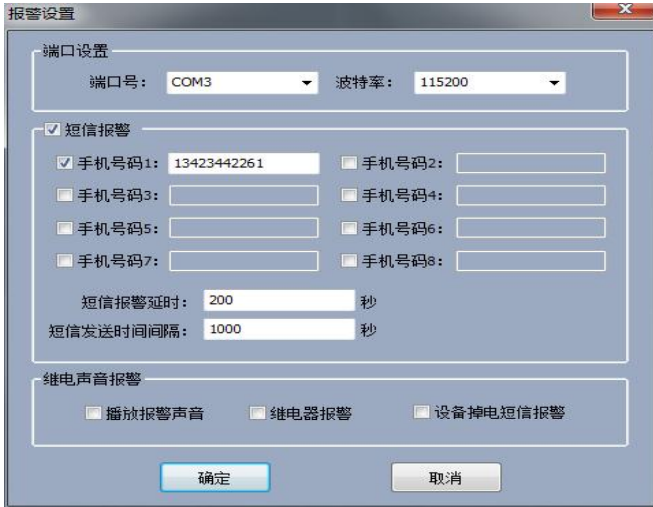 报警设置
端口设置
端口号： COM3 波特率： 115200
短信报警
手机号码1： 13423442261 手机号码2：
手机号码3： 手机号码4：
手机号码5： 手机号码6：
手机号码7： 手机号码8：
短信报警延时： 200 秒
短信发送时间间隔： 1000 秒
继电声音报警
播放报警声音 继电器报警 设备掉电短信报警
确定 取消